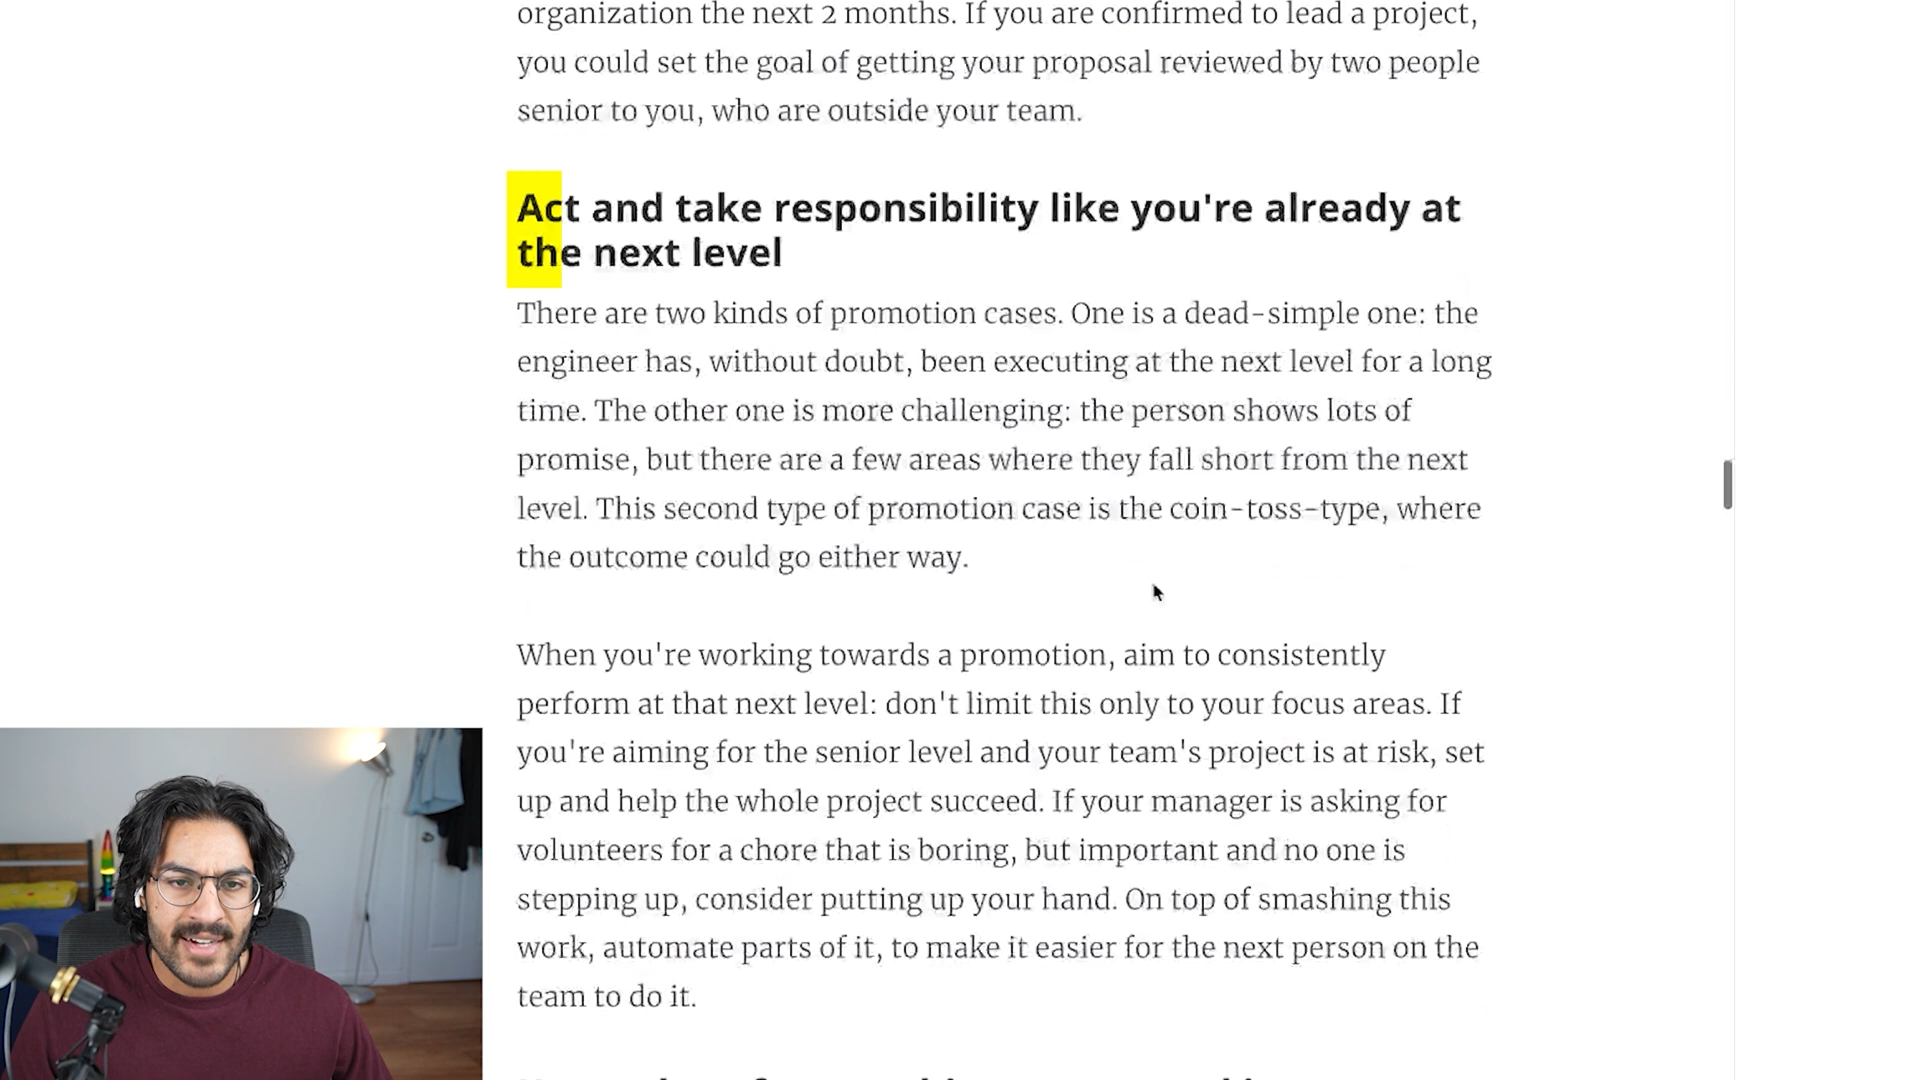 organization the next 2 months. If you are confirmed to lead a project,
you could set the goal of getting your proposal reviewed by two people
senior to you, who are outside your team.
Act and take responsibility like you're already at
the next level
There are two kinds of promotion cases. One is a dead-simple one: the
engineer has, without doubt, been executing at the next level for a long
time. The other one is more challenging: the person shows lots of
promise, but there are a few areas where they fall short from the next
level. This second type of promotion case is the coin-toss-type, where
the outcome could go either way.
When you're working towards a promotion, aim to consistently
perform at that next level: don't limit this only to your focus areas. If
you're aiming for the senior level and your team's project is at risk, set
up and help the whole project succeed. If your manager is asking for
volunteers for a chore that is boring, but important and no one is
stepping up, consider putting up your hand. On top of smashing this
work, automate parts of it, to make it easier for the next person on the
team to do it.